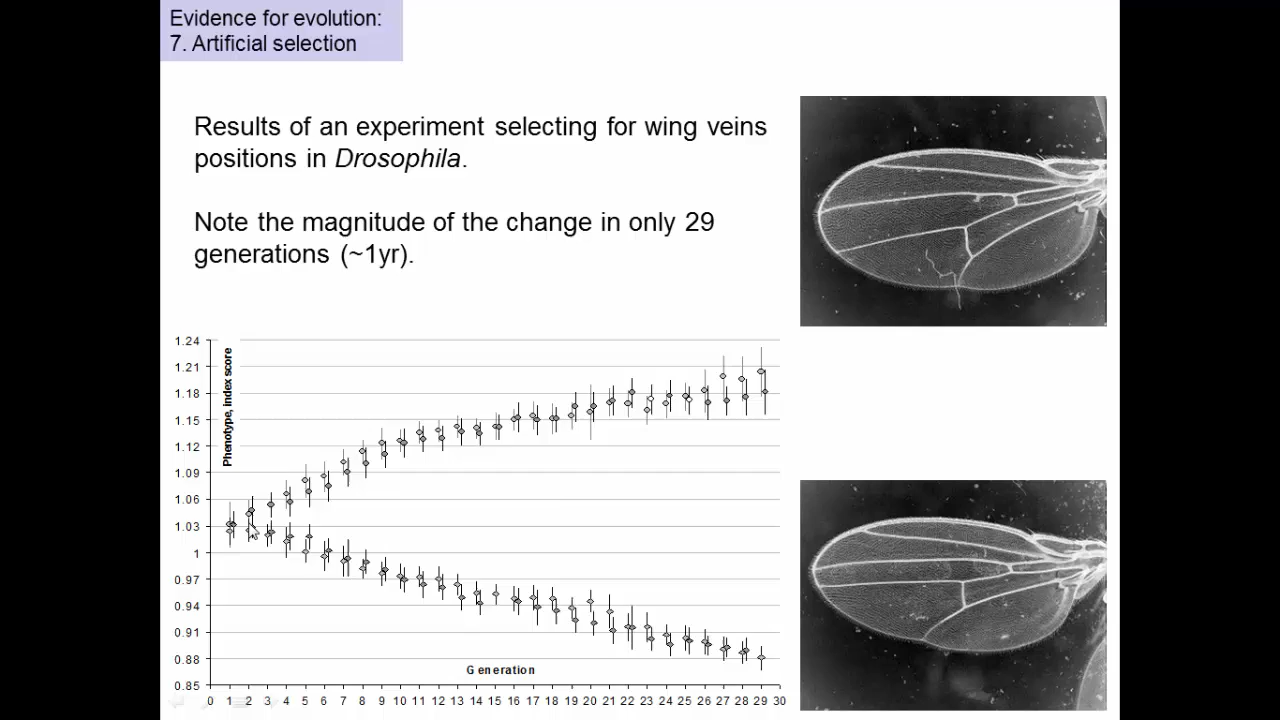 Evidence for evolution:
7. Artificial selection
Results of an experiment selecting for wing veins
positions in Drosophila.
Note the magnitude of the change in only 29
generations (~1yr).
Phenotype, index score
1.24
1.21
1.18
1.15
1.12
1.09
1.06
1.03
1
0.97
0.94
0.91
0.88
0.85
Generation
0 1 2 3 4 5 6 7 8 9 10 11 12 13 14 15 16 17 18 19 20 21 22 23 24 25 26 27 28 29 30